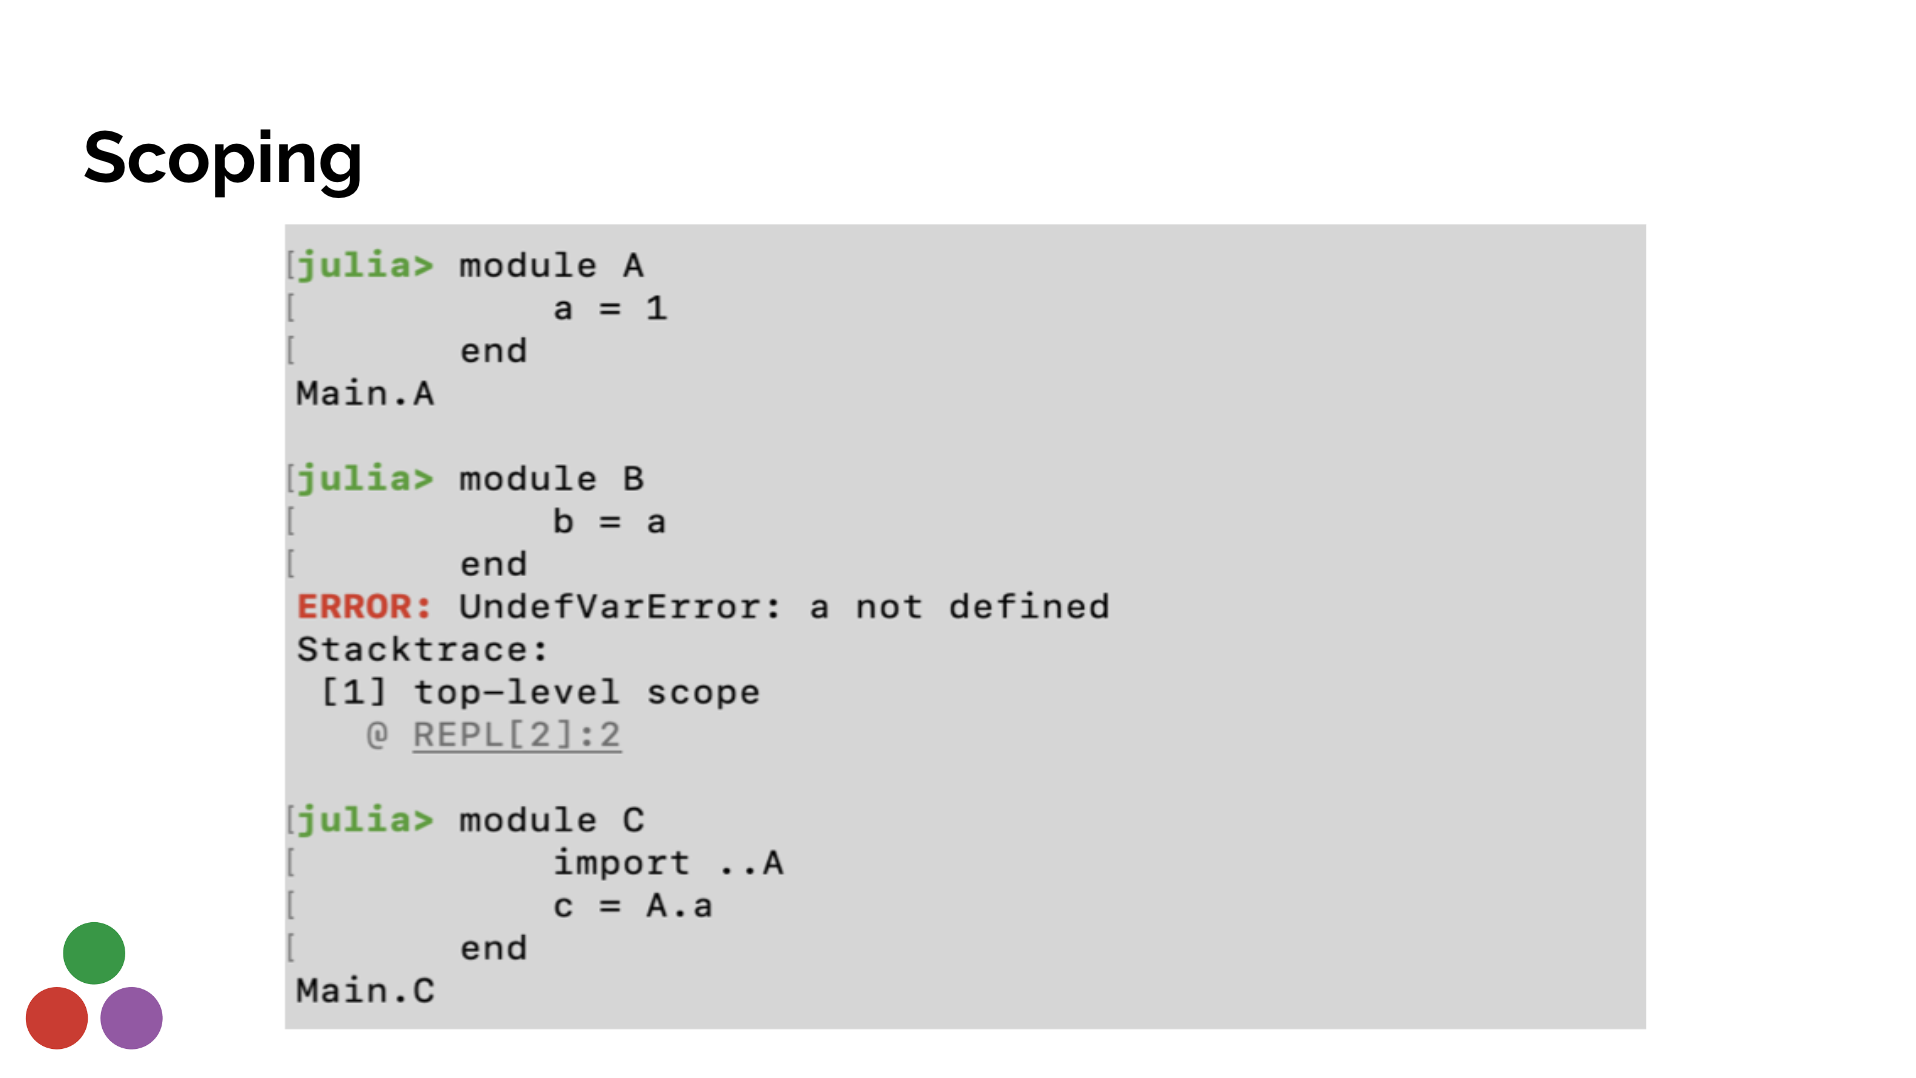 Scoping
[julia> module A
[           a = 1
[       end
Main.A
[julia> module B
[           b = a
[       end
ERROR: UndefVarError: a not defined
Stacktrace:
 [1] top-level scope
   @ REPL[2]:2
[julia> module C
[           import ..A
[           c = A.a
[       end
Main.C